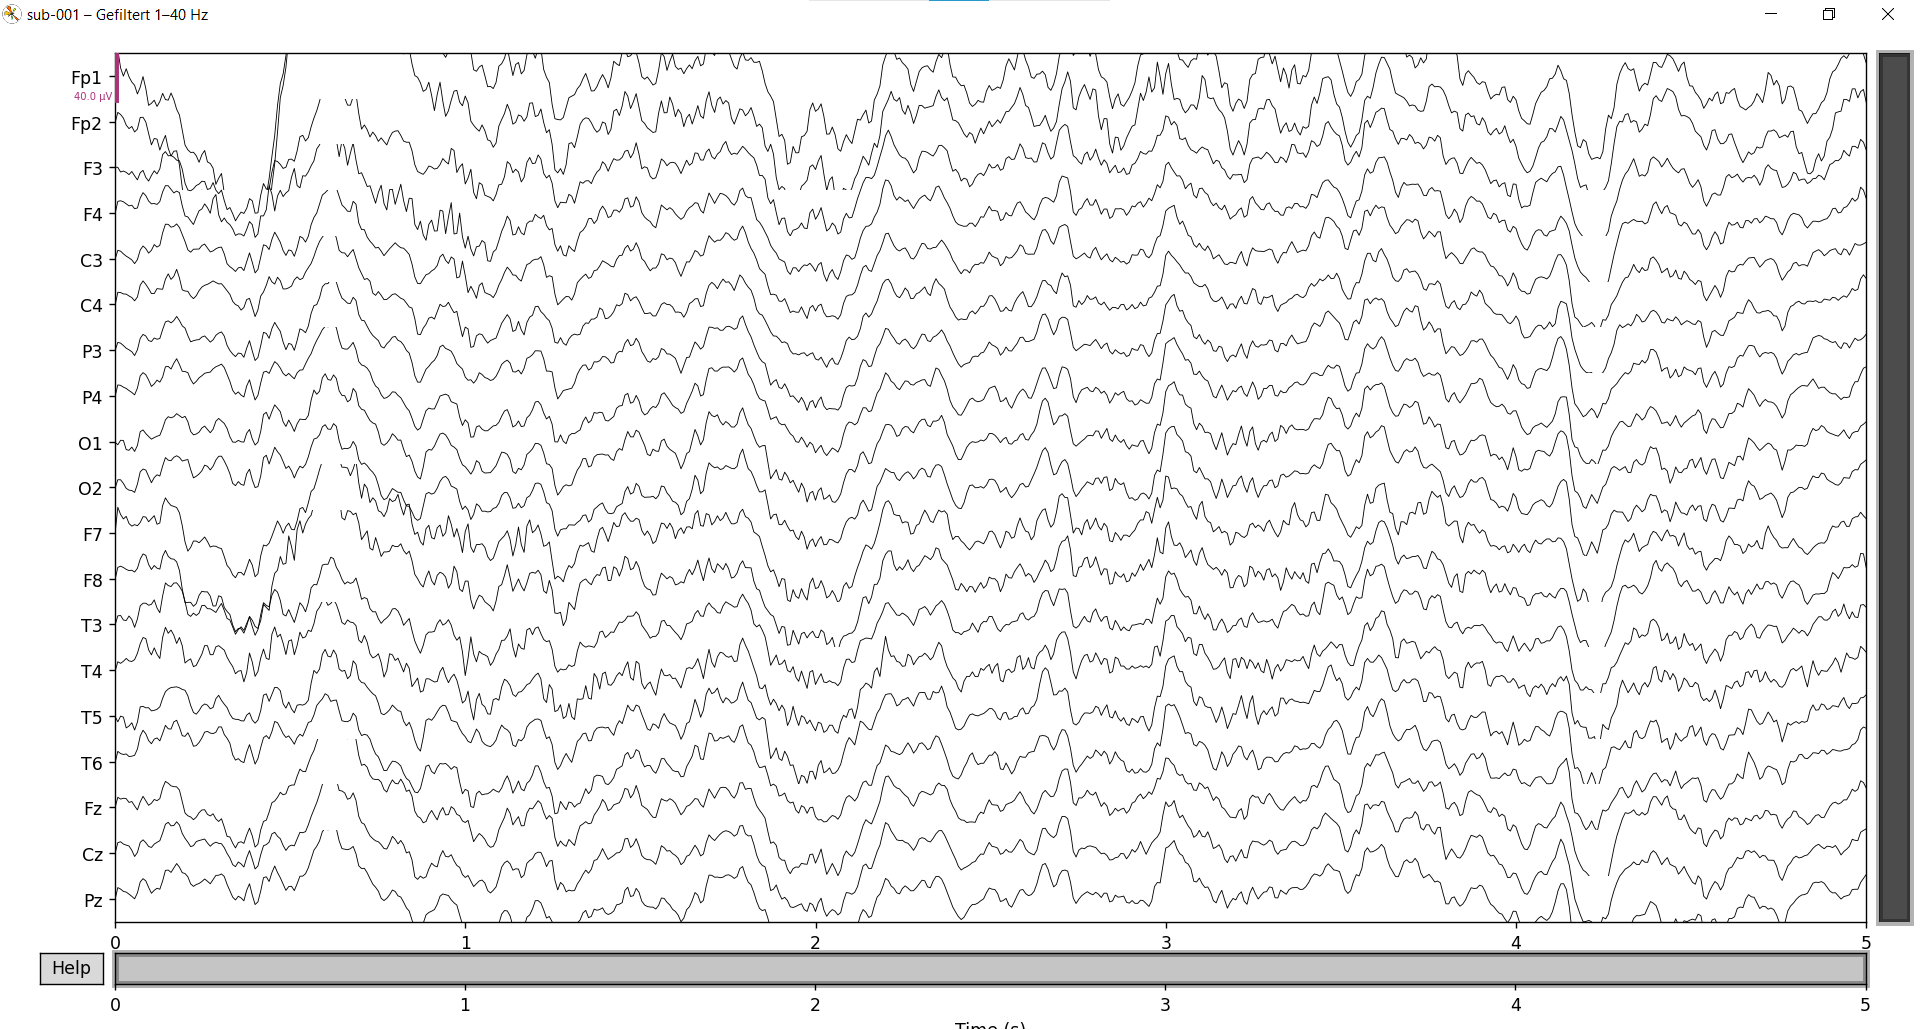 sub-001 – Gefiltert 1–40 Hz
Fp1
40.0 µV
Fp2
F3
F4
C3
C4
P3
P4
O1
O2
F7
F8
T3
T4
T5
T6
Fz
Cz
Pz
0 1 2 3 4 5
Help
0 1 2 3 4 5
Time (s)